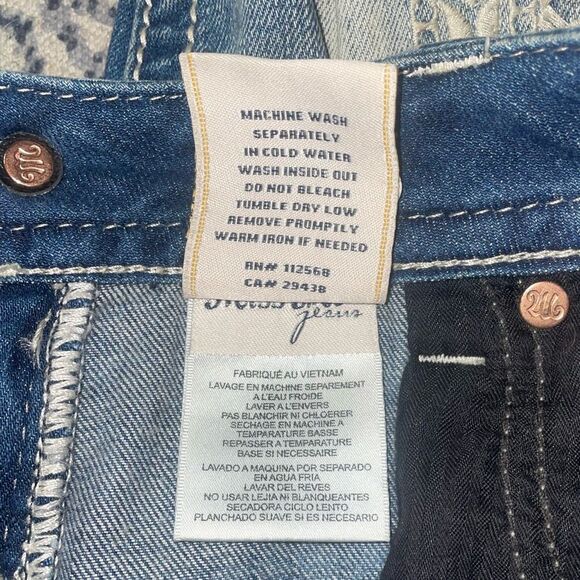 MACHINE WASH
SEPARATELY
IN COLD WATER
WASH INSIDE OUT
DO NOT BLEACH
TUMBLE DRY LOW
REMOVE PROMPTLY
WARM IRON IF NEEDED
RN# 112568
CA# 29438
jeans
FABRIQUÉ AU VIETNAM
LAVAGE EN MACHINE SEPAREMENT
A L'EAU FROIDE
LAVER A L'ENVERS
PAS BLANCHIR NI CHLOERER
SECHAGE EN MACHINE A
TEMPARATURE BASSE
REPASSER A TEMPARATURE
BASE SI NECESSAIRE
LAVADO A MAQUINA POR SEPARADO
EN AGUA FRIA
LAVAR DEL REVES
NO USAR LEJIA NI BLANQUEANTES
SECADORA CICLO LENTO
PLANCHADO SUAVE SI ES NECESARIO